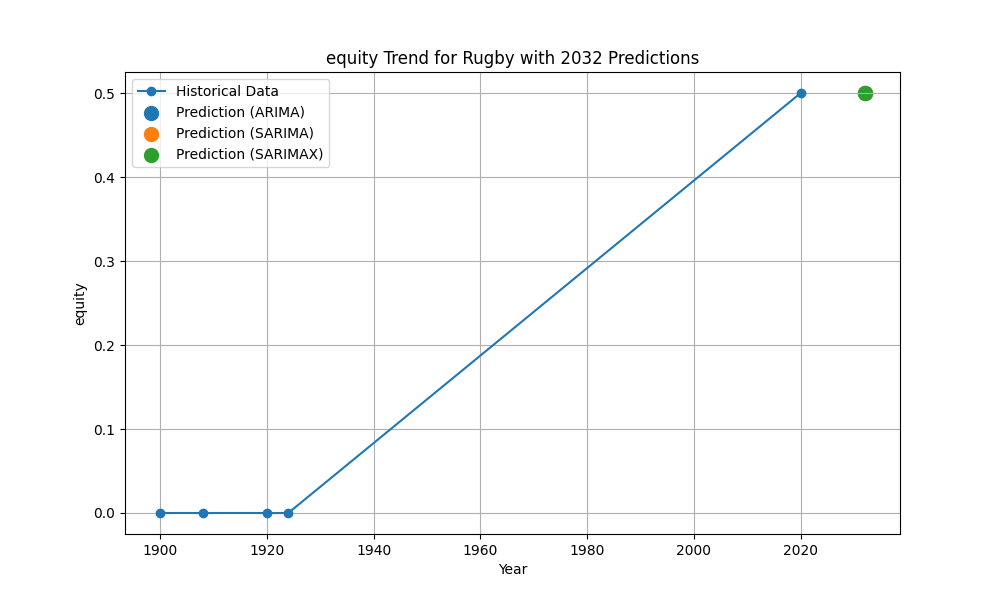 equity Trend for Rugby with 2032 Predictions
Historical Data
Prediction (ARIMA)
Prediction (SARIMA)
Prediction (SARIMAX)
0.5
0.4
0.3
0.2
0.1
0.0
equity
1900 1920 1940 1960 1980 2000 2020
Year